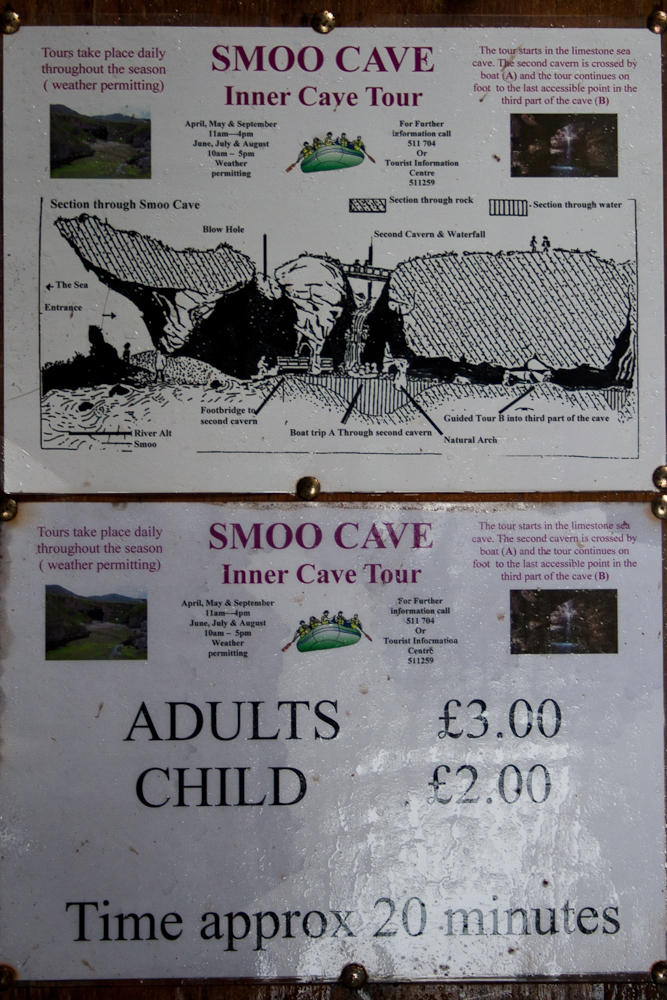 Tours take place daily
throughout the season
( weather permitting)
SMOO CAVE
Inner Cave Tour
The tour starts in the limestone sea
cave. The second cavern is crossed by
boat (A) and the tour continues on
foot to the last accessible point in the
third part of the cave (B)
April, May & September
11am—4pm
June, July & August
10am – 5pm
Weather
permitting
For Further
information call
511 704
Or
Tourist Information
Centre
511259
Section through Smoo Cave
Section through rock
- Section through water
Blow Hole
Second Cavern & Waterfall
The Sea
Entrance
Footbridge to
second cavern
Boat trip A Through second cavern
Guided Tour B into third part of the cave
Natural Arch
River Alt
Smoo
Tours take place daily
throughout the season
( weather permitting)
SMOO CAVE
Inner Cave Tour
The tour starts in the limestone sea
cave. The second cavern is crossed by
boat (A) and the tour continues on
foot to the last accessible point in the
third part of the cave (B)
April, May & September
11am—4pm
June, July & August
10am – 5pm
Weather
permitting
For Further
information call
511 704
Or
Tourist Information
Centre
511259
ADULTS £3.00
CHILD £2.00
Time approx 20 minutes